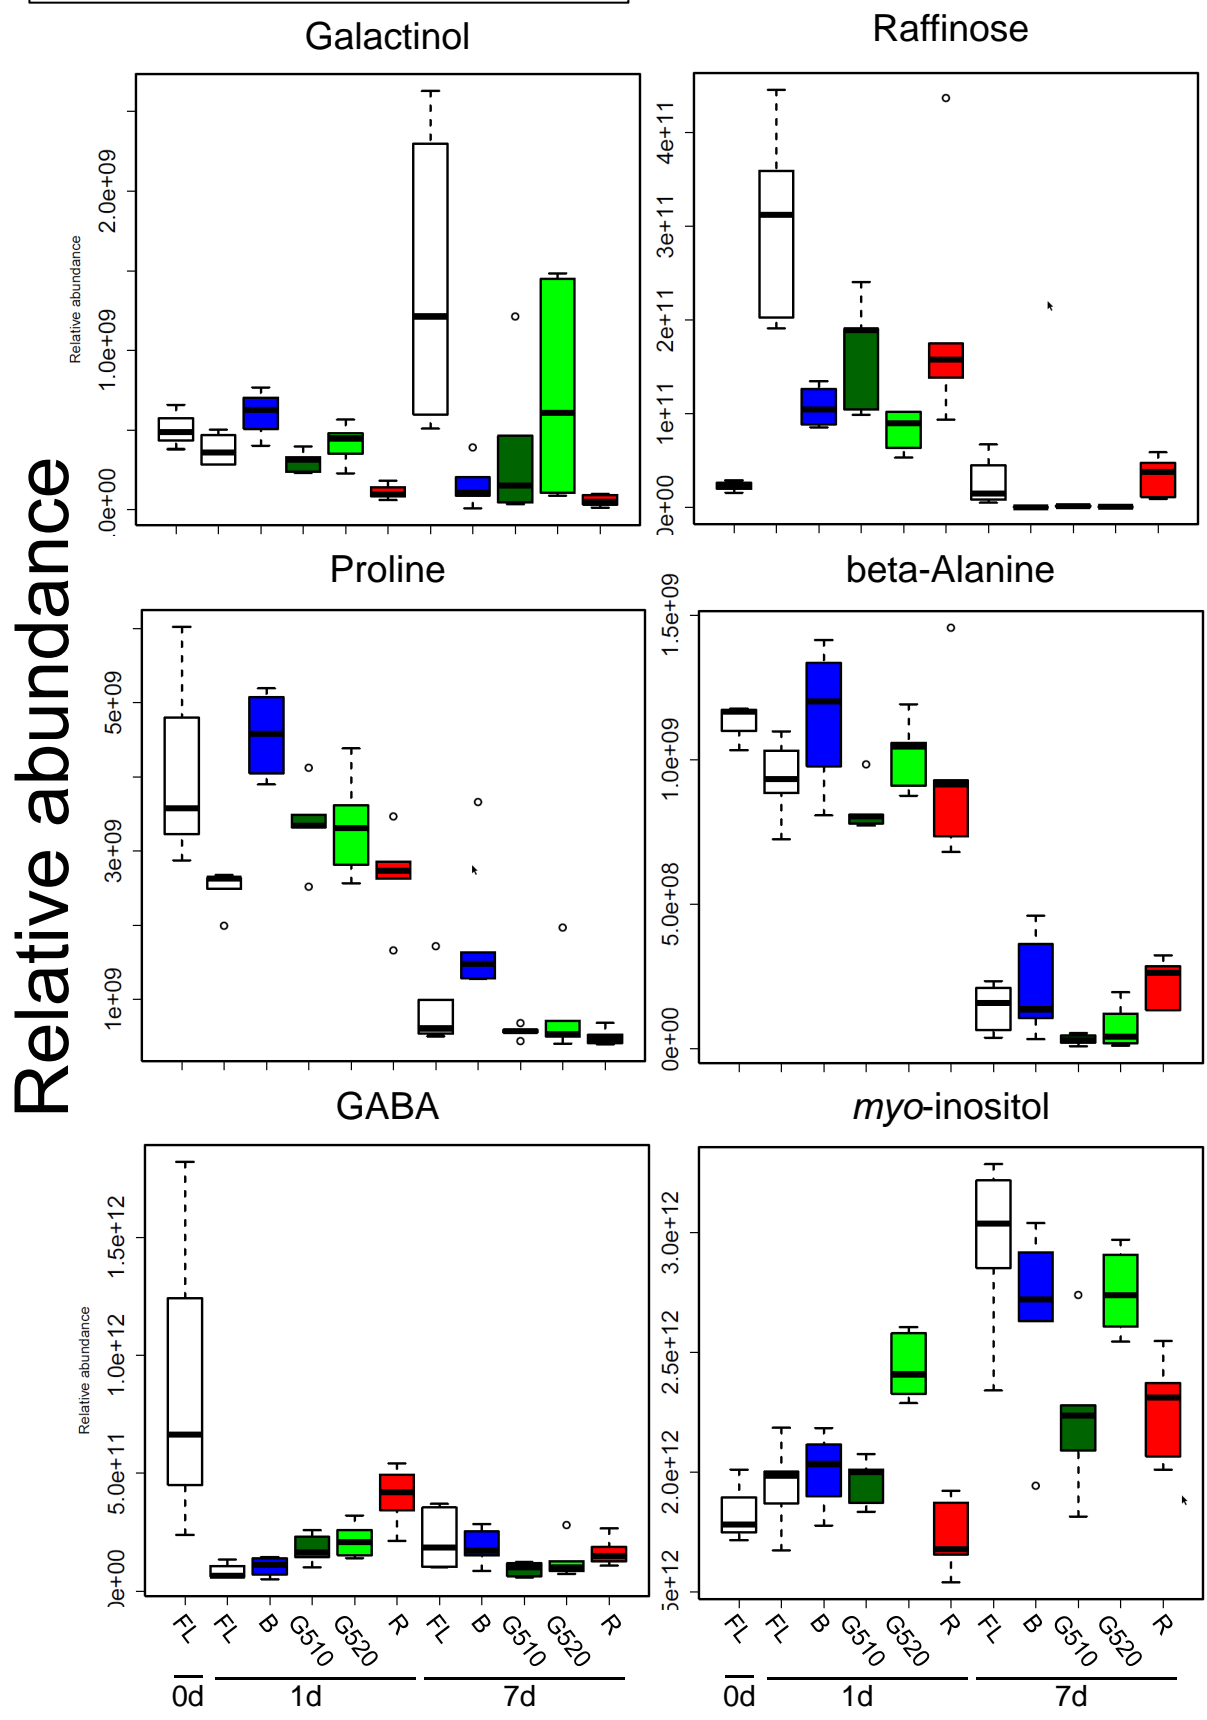 Galactinol
Raffinose
Relative abundance
Relative abundance
.0e+00
1.0e+09
2.0e+09
0e+00
1e+11
2e+11
3e+11
4e+11
Proline
beta-Alanine
1e+09
3e+09
5e+09
0e+00
5.0e+08
1.0e+09
1.5e+09
GABA
myo-inositol
Relative abundance
0e+00
5.0e+11
1.0e+12
1.5e+12
5e+12
2.0e+12
2.5e+12
3.0e+12
FL FL B G510 G520 R FL B G510 G520 R
FL FL B G510 G520 R FL B G510 G520 R
0d 1d 7d
0d 1d 7d